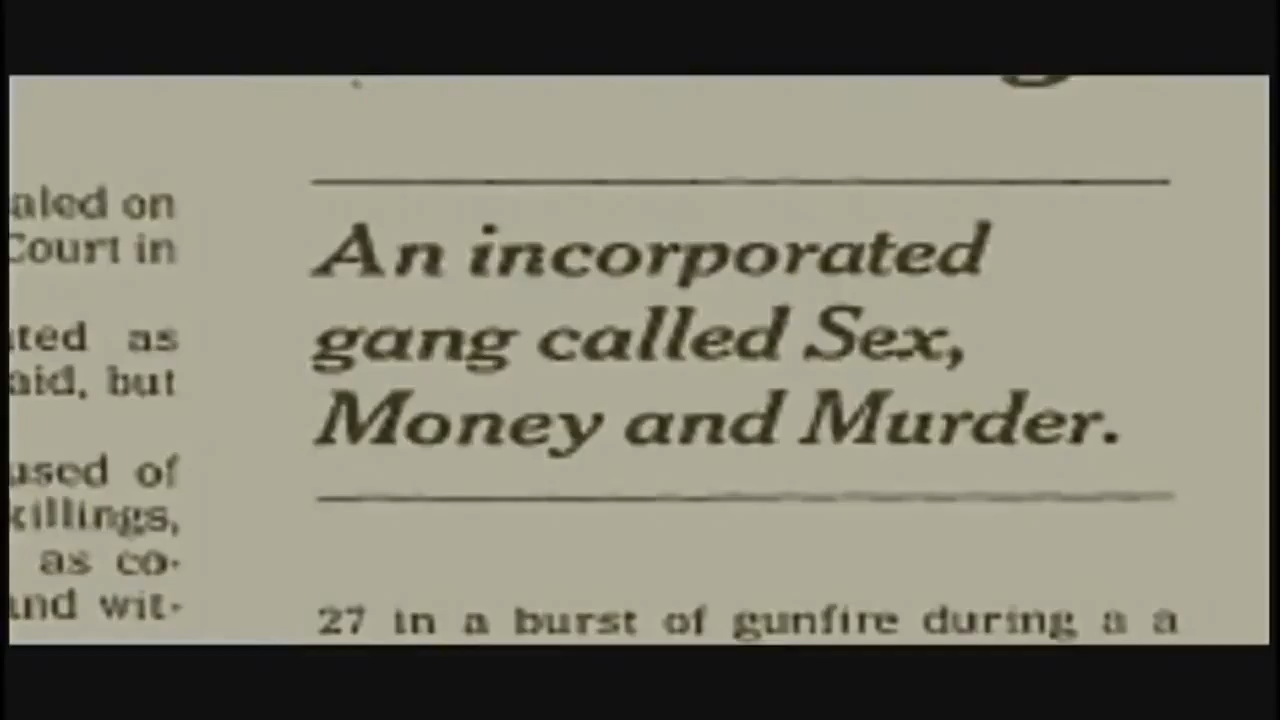 aled on
Court in
ted as
aid, but
used of
killings,
as co-
and wit-
An incorporated
gang called Sex,
Money and Murder.
27 in a burst of gunfire during a a